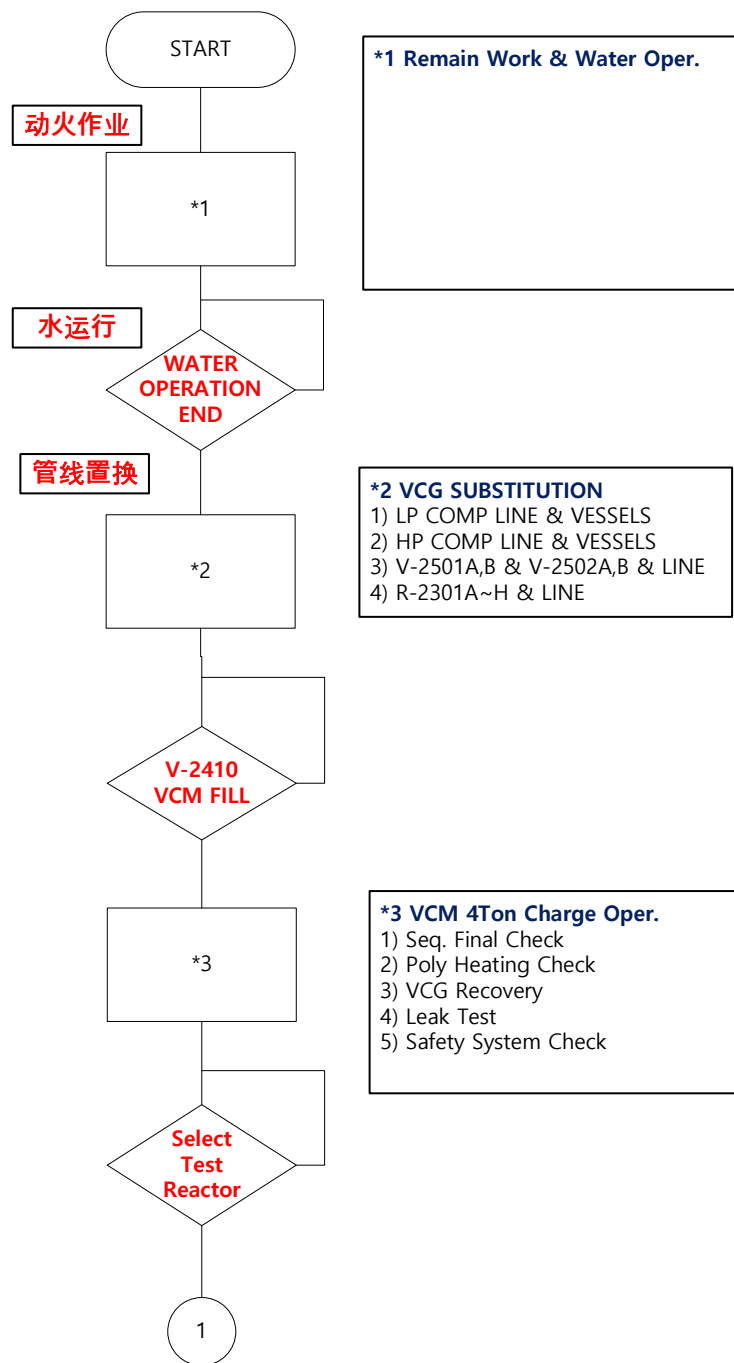 START
*1 Remain Work & Water Oper.
动火作业
*1
水运行
WATER
OPERATION
END
管线置换
*2 VCG SUBSTITUTION
1) LP COMP LINE & VESSELS
2) HP COMP LINE & VESSELS
3) V-2501A,B & V-2502A,B & LINE
4) R-2301A~H & LINE
*2
V-2410
VCM FILL
*3 VCM 4Ton Charge Oper.
1) Seq. Final Check
2) Poly Heating Check
3) VCG Recovery
4) Leak Test
5) Safety System Check
*3
Select
Test
Reactor
1